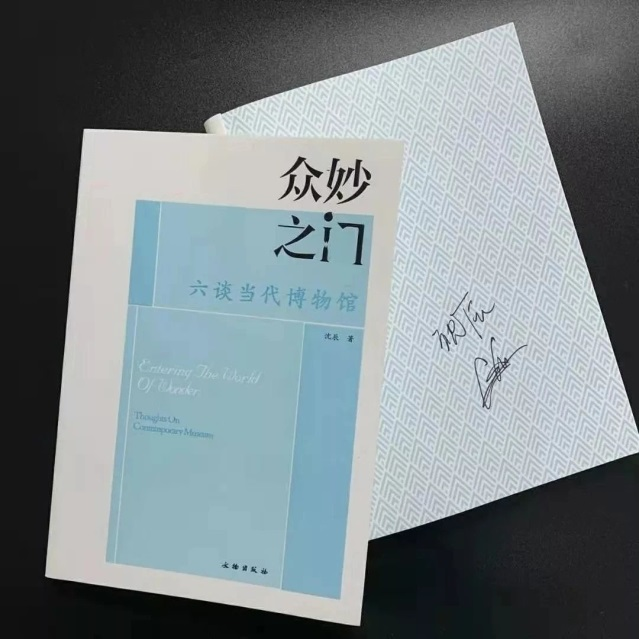 众妙
之门
六谈当代博物馆
沈辰 著
Entering The World
Of Wonder
Thoughts On
Contemporary Museums
文物出版社